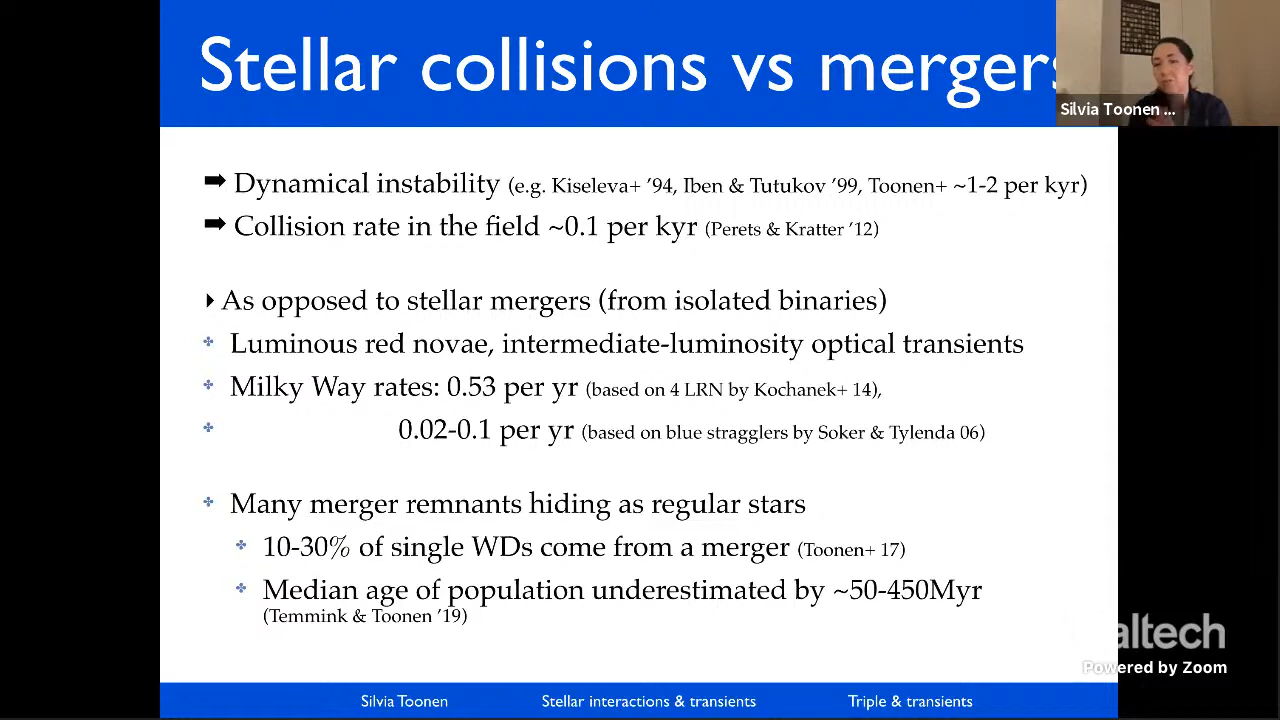 Stellar collisions vs mergers
Silvia Toonen ...
➡ Dynamical instability (e.g. Kiseleva+ ’94, Iben & Tutukov ’99, Toonen+ ~1-2 per kyr)
➡ Collision rate in the field ~0.1 per kyr (Perets & Kratter ’12)
As opposed to stellar mergers (from isolated binaries)
Luminous red novae, intermediate-luminosity optical transients
Milky Way rates: 0.53 per yr (based on 4 LRN by Kochanek+ 14),
0.02-0.1 per yr (based on blue stragglers by Soker & Tylenda 06)
Many merger remnants hiding as regular stars
10-30% of single WDs come from a merger (Toonen+ 17)
Median age of population underestimated by ~50-450Myr
(Temmink & Toonen ’19)
altech
Powered by Zoom
Silvia Toonen
Stellar interactions & transients
Triple & transients